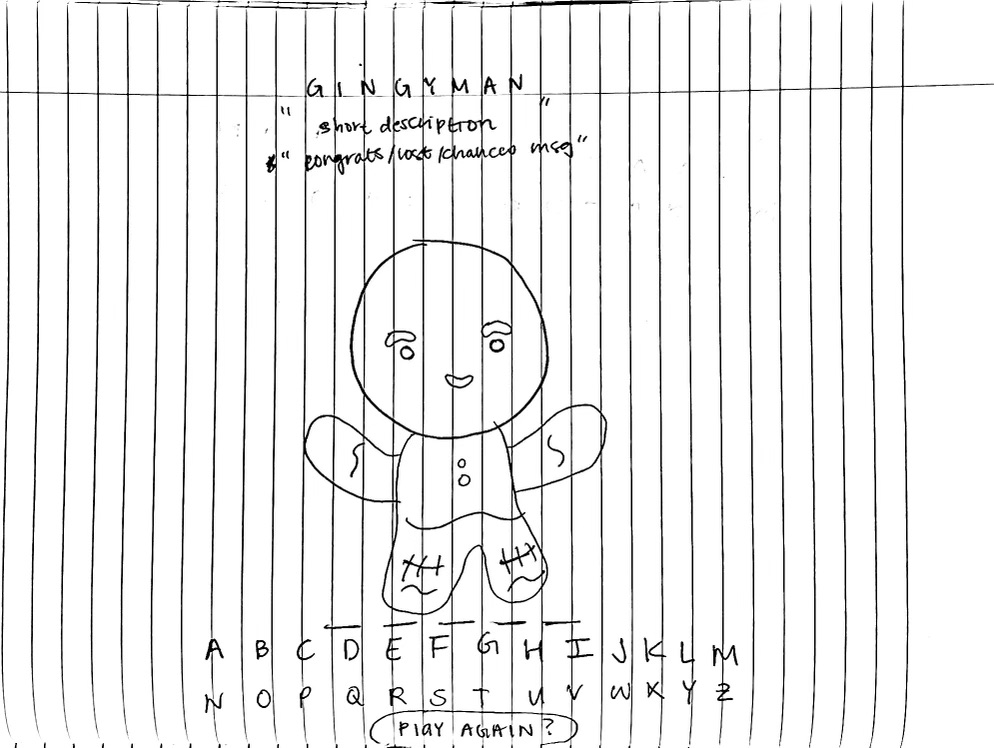 GINGYMAN
" short description "
" congrats/lost/chances msg"
A B C D E F G H I J K L M
N O P Q R S T U V W X Y Z
PlAY AGAIN?